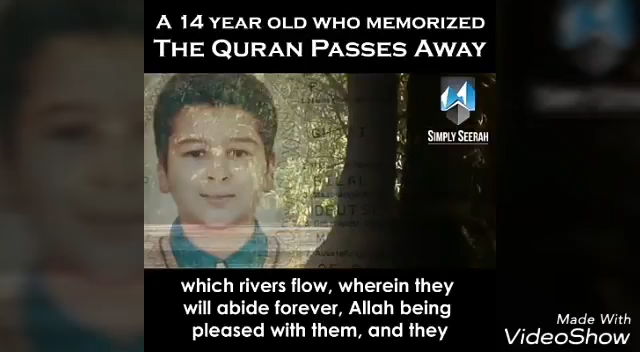 A 14 YEAR OLD WHO MEMORIZED
THE QURAN PASSES AWAY
SIMPLY SEERAH
which rivers flow, wherein they
will abide forever, Allah being
pleased with them, and they
Made With
VideoShow